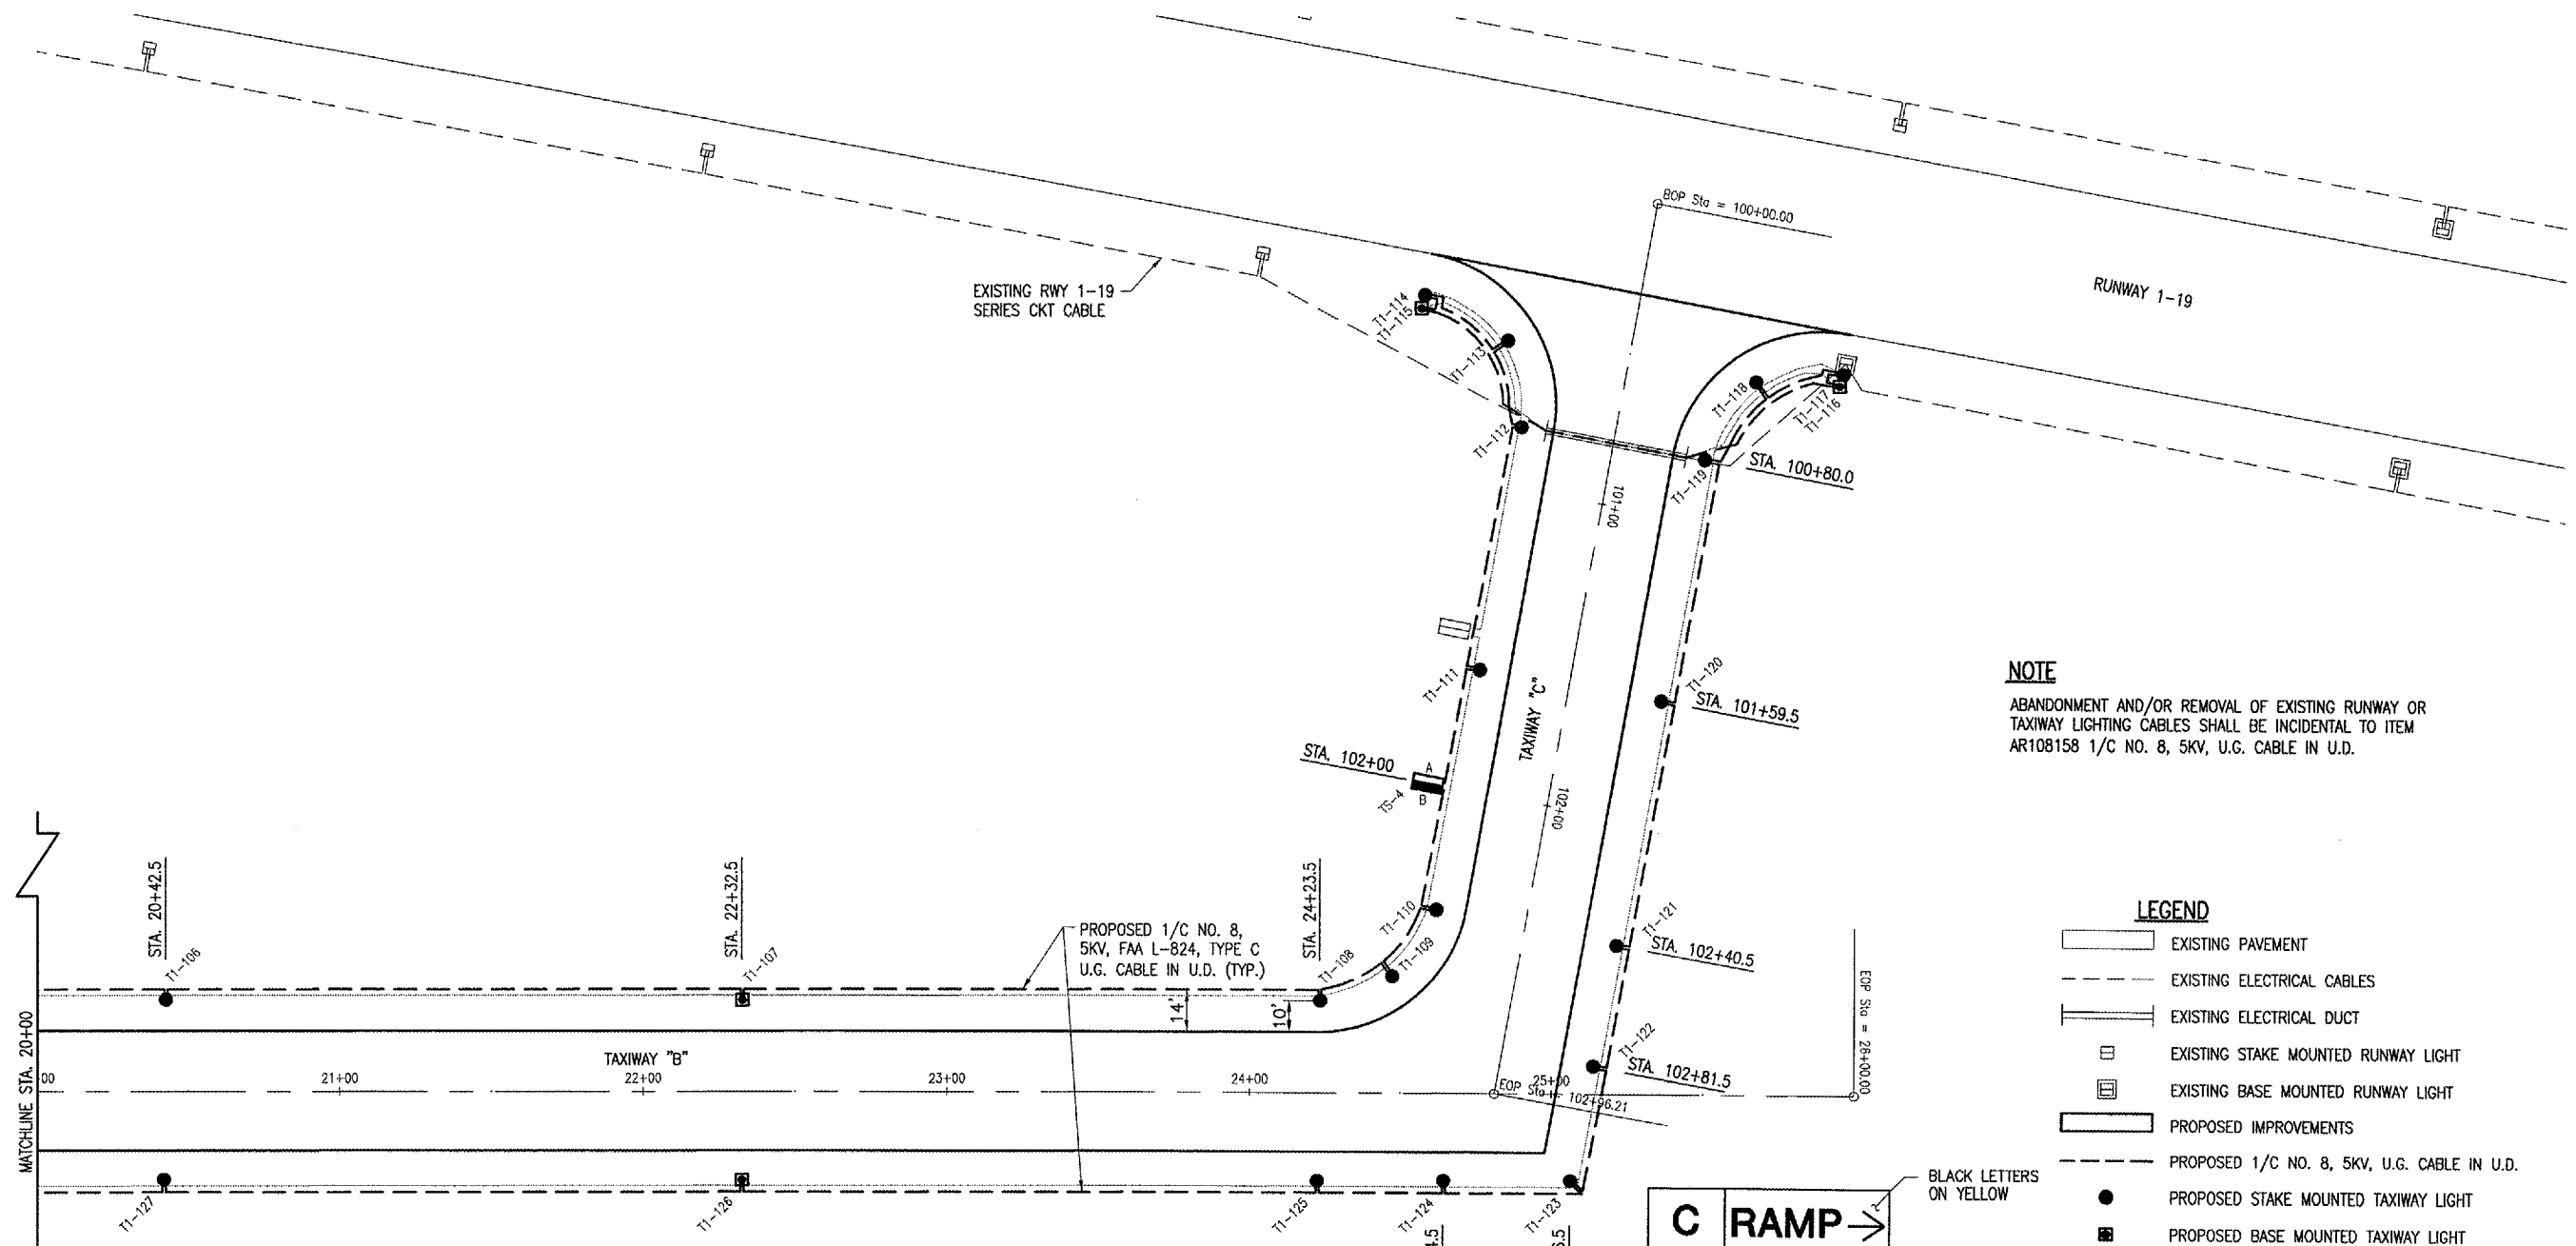 BOP Sta = 100+00.00
RUNWAY 1-19
EXISTING RWY 1-19
SERIES CKT CABLE
T1-114
T1-115
T1-113
T1-112
T1-118
T1-117
T1-116
T1-119
STA. 100+80.0
101+00
T1-111
TAXIWAY "C"
T1-120
STA. 101+59.5
STA. 102+00
A
B
TS-4
102+00
NOTE
ABANDONMENT AND/OR REMOVAL OF EXISTING RUNWAY OR
TAXIWAY LIGHTING CABLES SHALL BE INCIDENTAL TO ITEM
AR108158 1/C NO. 8, 5KV, U.G. CABLE IN U.D.
STA. 20+42.5
T1-106
STA. 22+32.5
T1-107
PROPOSED 1/C NO. 8,
5KV, FAA L-824, TYPE C
U.G. CABLE IN U.D. (TYP.)
STA. 24+23.5
T1-108
T1-110
T1-109
T1-121
STA. 102+40.5
T1-122
STA. 102+81.5
EOP Sta = 26+00.00
14'
10'
MATCHLINE STA. 20+00
TAXIWAY "B"
00
21+00
22+00
23+00
24+00
25+00
EOP Sta = 102+96.21
T1-127
T1-126
T1-125
T1-124
T1-123
C RAMP →
BLACK LETTERS
ON YELLOW
LEGEND
EXISTING PAVEMENT
EXISTING ELECTRICAL CABLES
EXISTING ELECTRICAL DUCT
EXISTING STAKE MOUNTED RUNWAY LIGHT
EXISTING BASE MOUNTED RUNWAY LIGHT
PROPOSED IMPROVEMENTS
PROPOSED 1/C NO. 8, 5KV, U.G. CABLE IN U.D.
PROPOSED STAKE MOUNTED TAXIWAY LIGHT
PROPOSED BASE MOUNTED TAXIWAY LIGHT